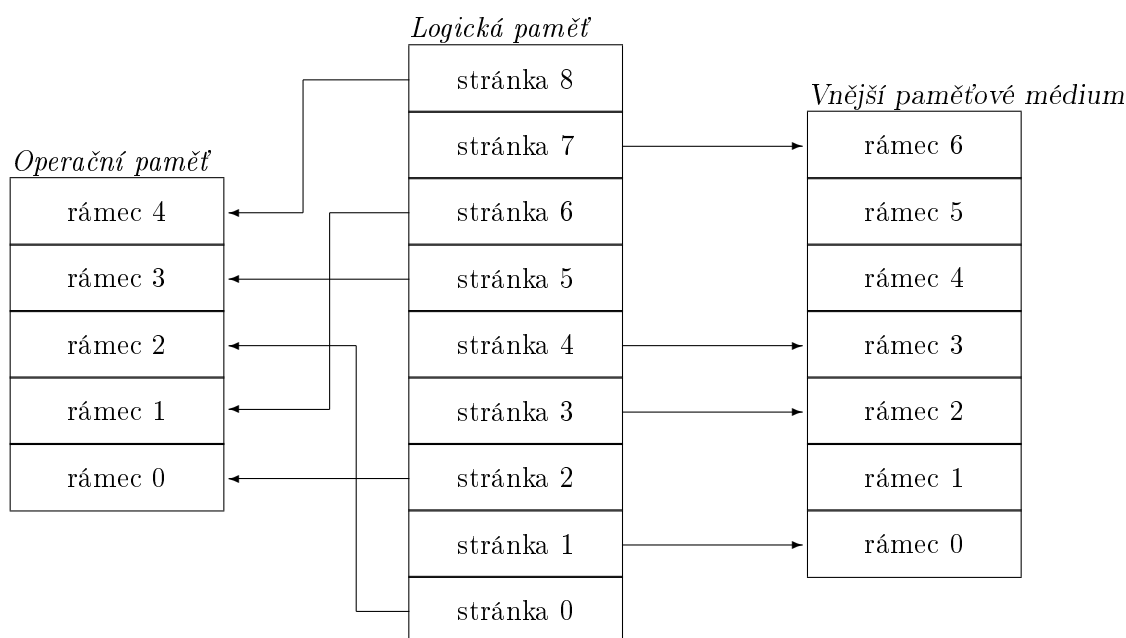 Logická paměť
stránka 8
stránka 7
stránka 6
stránka 5
stránka 4
stránka 3
stránka 2
stránka 1
stránka 0
Operační paměť
rámec 4
rámec 3
rámec 2
rámec 1
rámec 0
Vnější paměťové médium
rámec 6
rámec 5
rámec 4
rámec 3
rámec 2
rámec 1
rámec 0